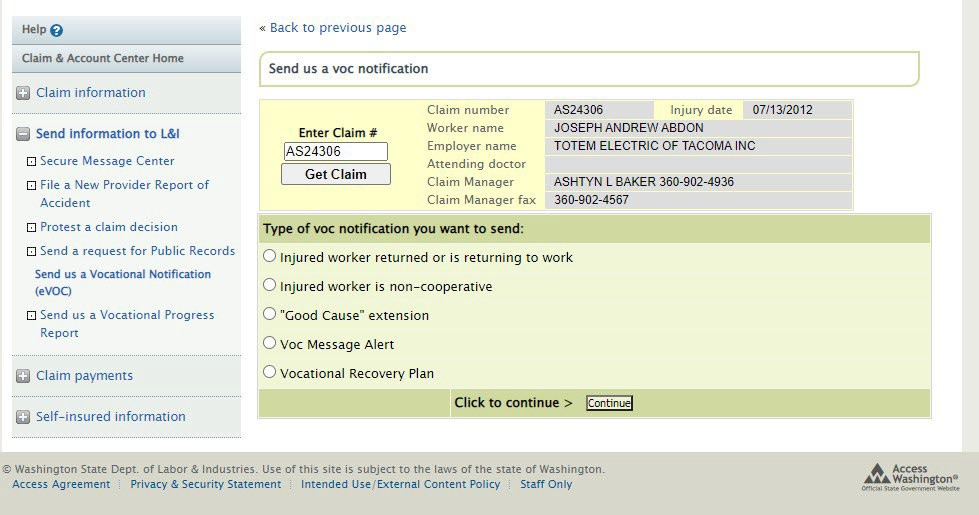 Help ?
Claim & Account Center Home
Claim information
Send information to L&I
Secure Message Center
File a New Provider Report of
Accident
Protest a claim decision
Send a request for Public Records
Send us a Vocational Notification
(eVOC)
Send us a Vocational Progress
Report
Claim payments
Self-insured information
« Back to previous page
Send us a voc notification
Enter Claim #
AS24306
Get Claim
Claim number AS24306 Injury date 07/13/2012
Worker name JOSEPH ANDREW ABDON
Employer name TOTEM ELECTRIC OF TACOMA INC
Attending doctor
Claim Manager ASHTYN L BAKER 360-902-4936
Claim Manager fax 360-902-4567
Type of voc notification you want to send:
Injured worker returned or is returning to work
Injured worker is non-cooperative
"Good Cause" extension
Voc Message Alert
Vocational Recovery Plan
Click to continue > Continue
© Washington State Dept. of Labor & Industries. Use of this site is subject to the laws of the state of Washington.
Access Agreement Privacy & Security Statement Intended Use/External Content Policy Staff Only
Access
Washington®
Official State Government Website